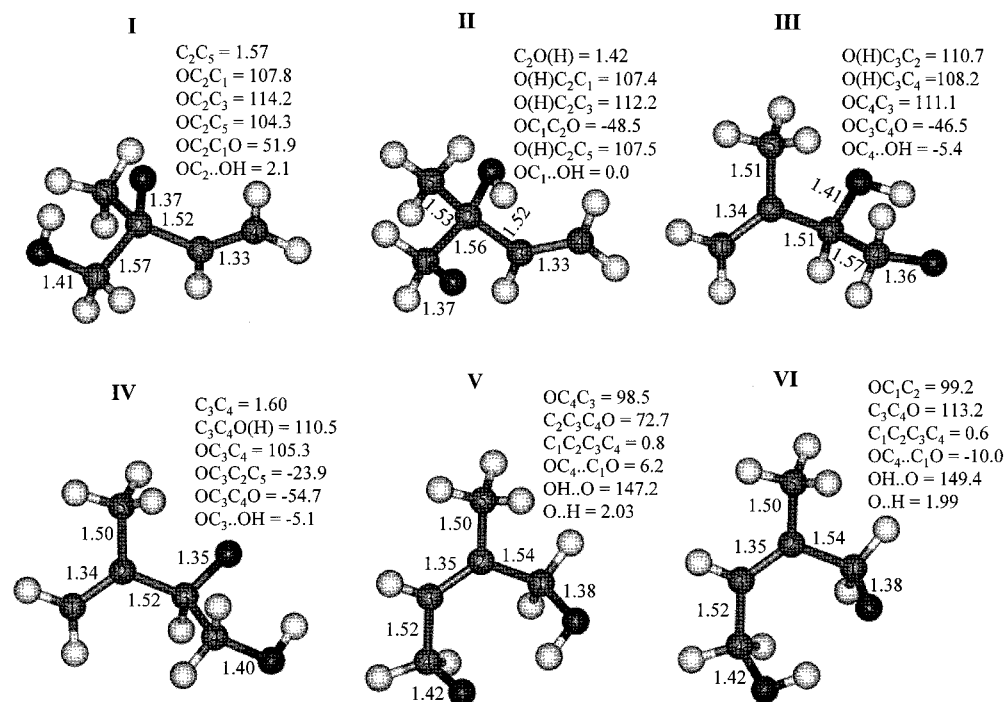 I
C₂C₅ = 1.57
OC₂C₁ = 107.8
OC₂C₃ = 114.2
OC₂C₅ = 104.3
OC₂C₁O = 51.9
OC₂..OH = 2.1
1.37
1.52
1.57
1.33
1.41
II
C₂O(H) = 1.42
O(H)C₂C₁ = 107.4
O(H)C₂C₃ = 112.2
OC₁C₂O = -48.5
O(H)C₂C₅ = 107.5
OC₁..OH = 0.0
1.53
1.52
1.56
1.33
1.37
III
O(H)C₃C₂ = 110.7
O(H)C₃C₄ = 108.2
OC₄C₃ = 111.1
OC₃C₄O = -46.5
OC₄..OH = -5.4
1.51
1.41
1.34
1.51
1.57
1.36
IV
C₃C₄ = 1.60
C₃C₄O(H) = 110.5
OC₃C₄ = 105.3
OC₃C₂C₅ = -23.9
OC₃C₄O = -54.7
OC₃..OH = -5.1
1.50
1.35
1.34
1.52
1.40
V
OC₄C₃ = 98.5
C₂C₃C₄O = 72.7
C₁C₂C₃C₄ = 0.8
OC₄..C₁O = 6.2
OH..O = 147.2
O..H = 2.03
1.50
1.35
1.54
1.38
1.52
1.42
VI
OC₁C₂ = 99.2
C₃C₄O = 113.2
C₁C₂C₃C₄ = 0.6
OC₄..C₁O = -10.0
OH..O = 149.4
O..H = 1.99
1.50
1.35
1.54
1.38
1.52
1.42